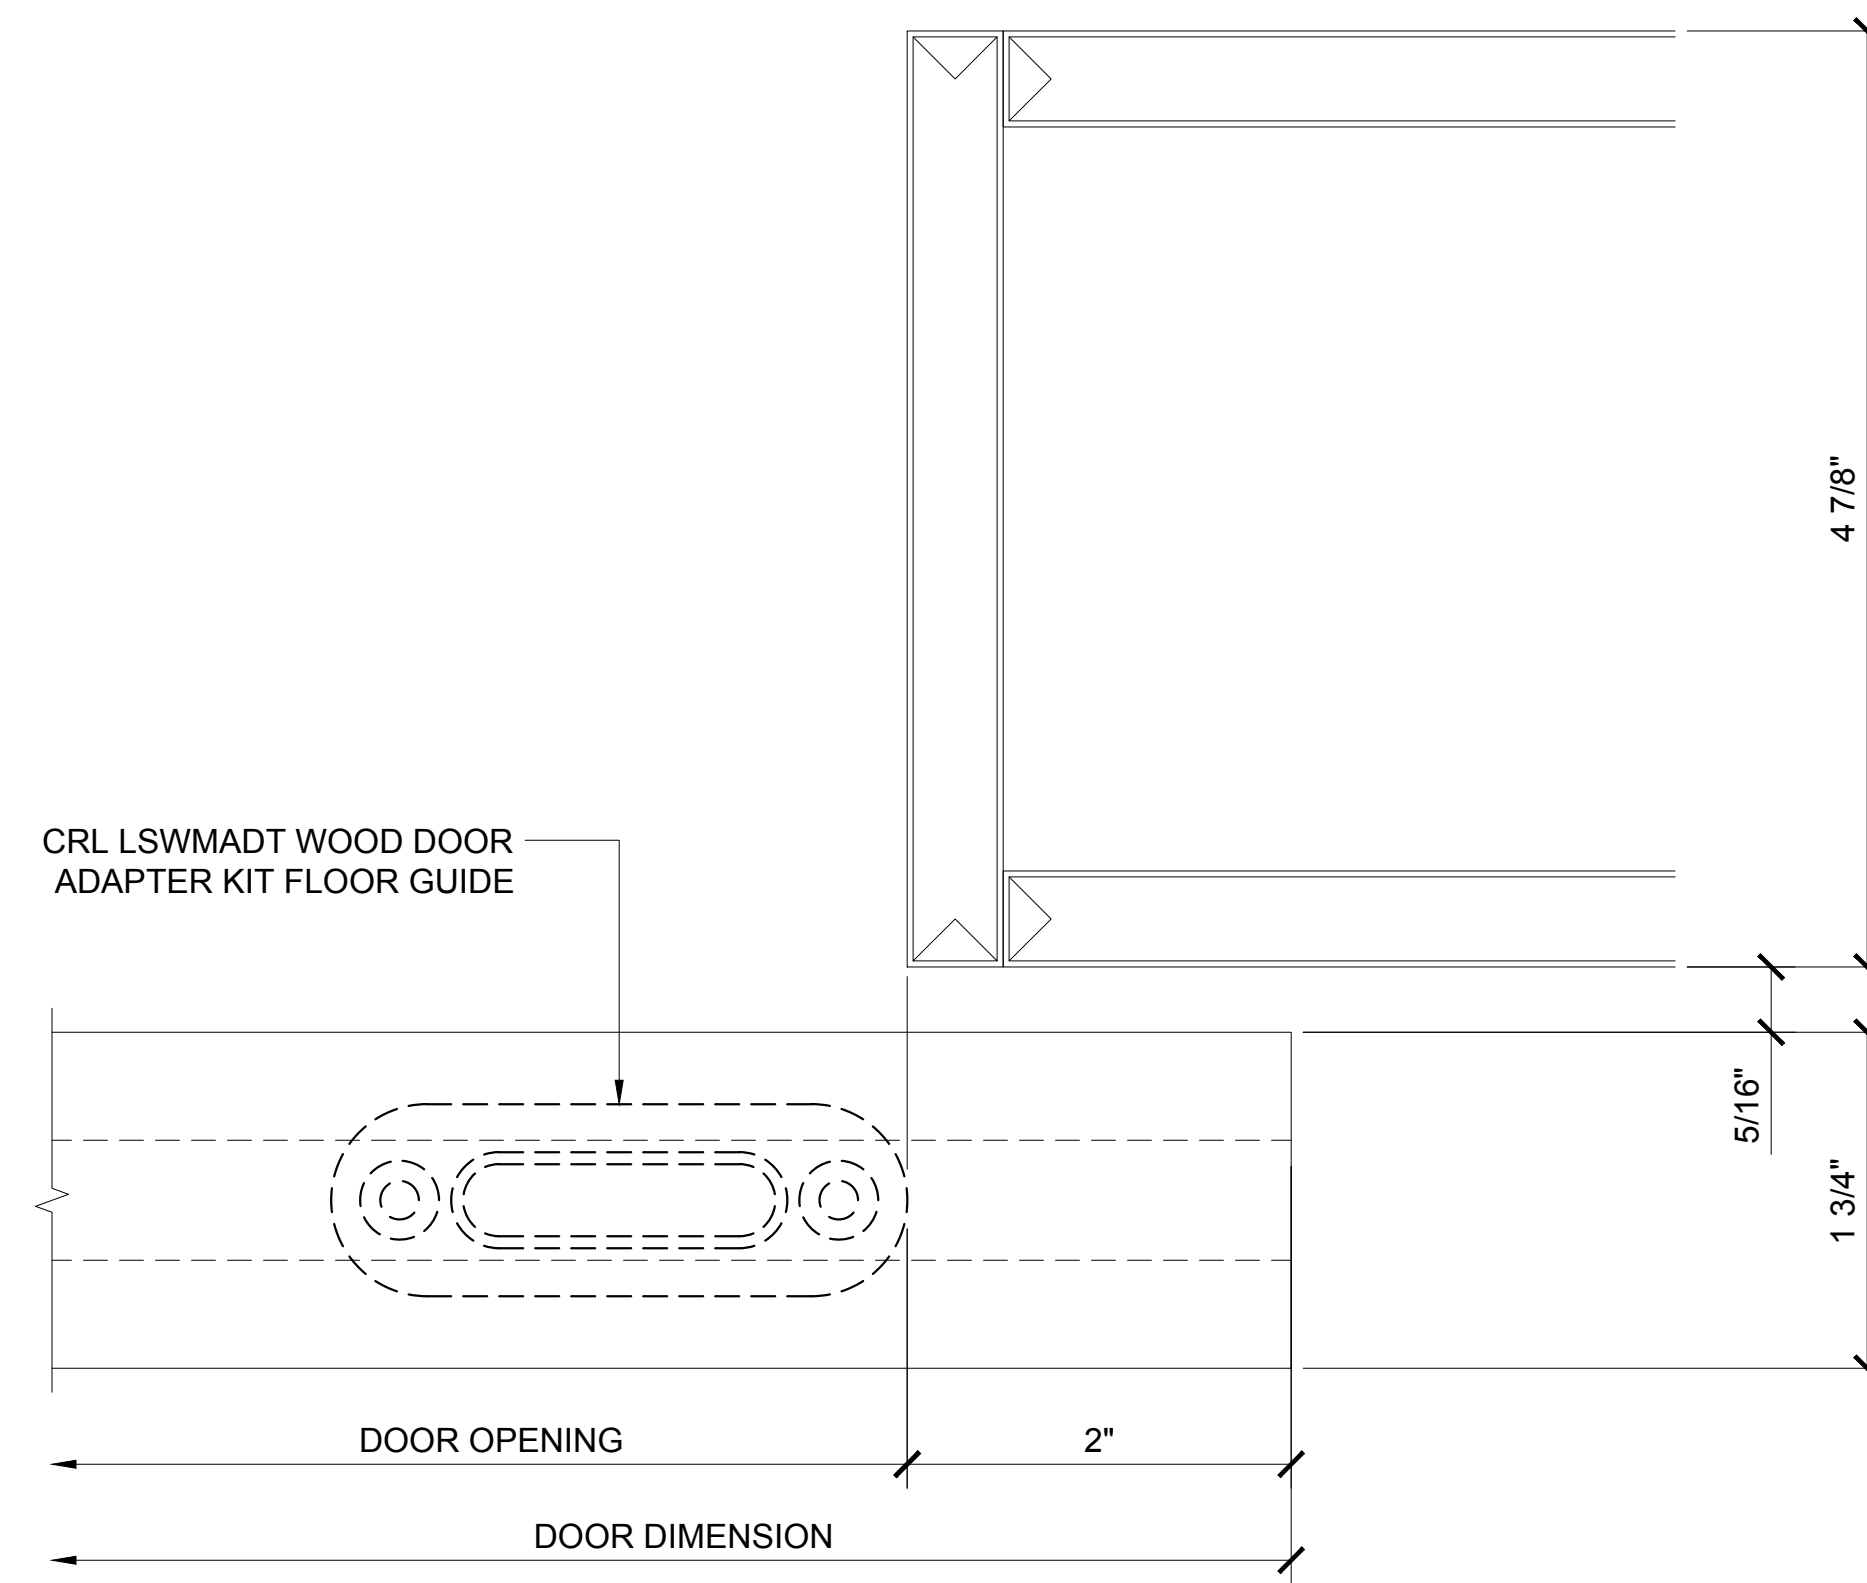 4 7/8"
CRL LSWMADT WOOD DOOR
ADAPTER KIT FLOOR GUIDE
5/16"
1 3/4"
DOOR OPENING
2"
DOOR DIMENSION